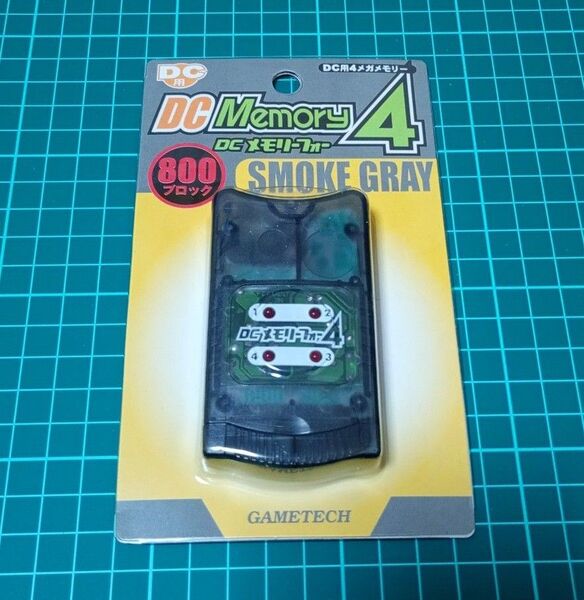 DC
用
DC用4メガメモリー
DC Memory 4
DC メモリーフォー
800
ブロック
SMOKE GRAY
1 2
DC メモリーフォー 4
4 3
GAMETECH